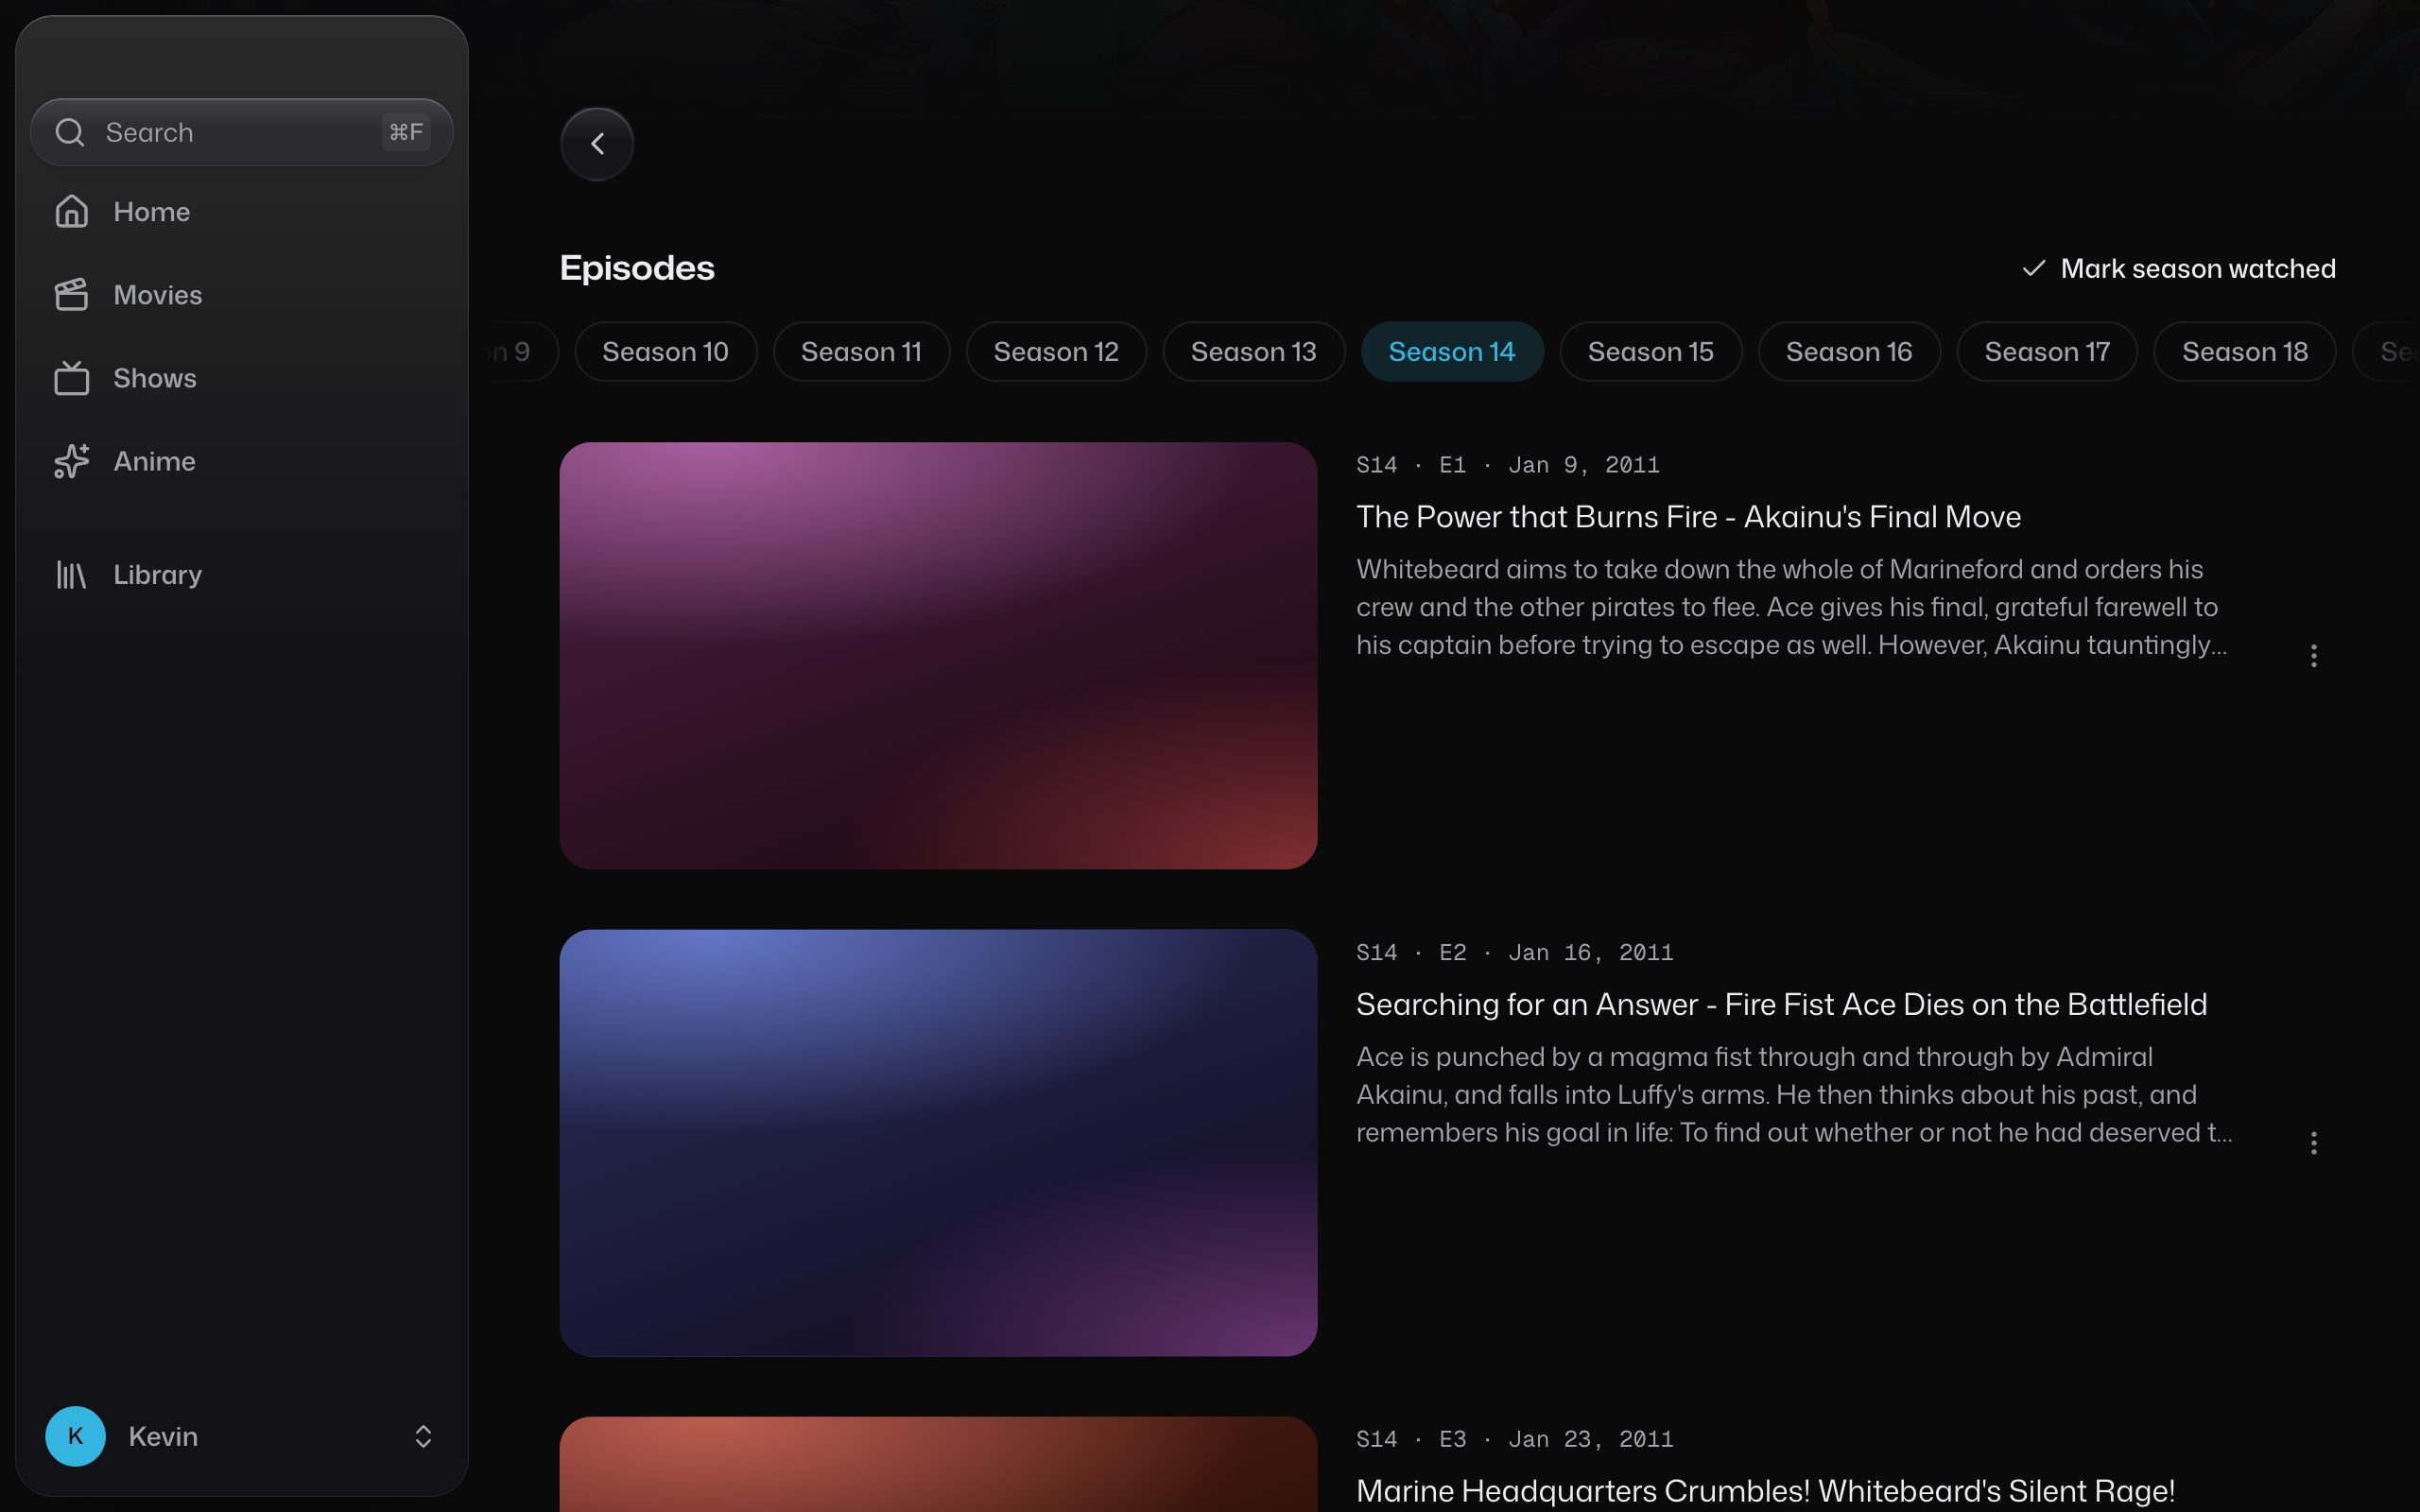 Search ⌘F
Home
Movies
Shows
Anime
Library
Episodes
Mark season watched
on 9
Season 10
Season 11
Season 12
Season 13
Season 14
Season 15
Season 16
Season 17
Season 18
Se
S14 · E1 · Jan 9, 2011
The Power that Burns Fire - Akainu's Final Move
Whitebeard aims to take down the whole of Marineford and orders his
crew and the other pirates to flee. Ace gives his final, grateful farewell to
his captain before trying to escape as well. However, Akainu tauntingly...
S14 · E2 · Jan 16, 2011
Searching for an Answer - Fire Fist Ace Dies on the Battlefield
Ace is punched by a magma fist through and through by Admiral
Akainu, and falls into Luffy's arms. He then thinks about his past, and
remembers his goal in life: To find out whether or not he had deserved t...
S14 · E3 · Jan 23, 2011
Marine Headquarters Crumbles! Whitebeard's Silent Rage!
K
Kevin